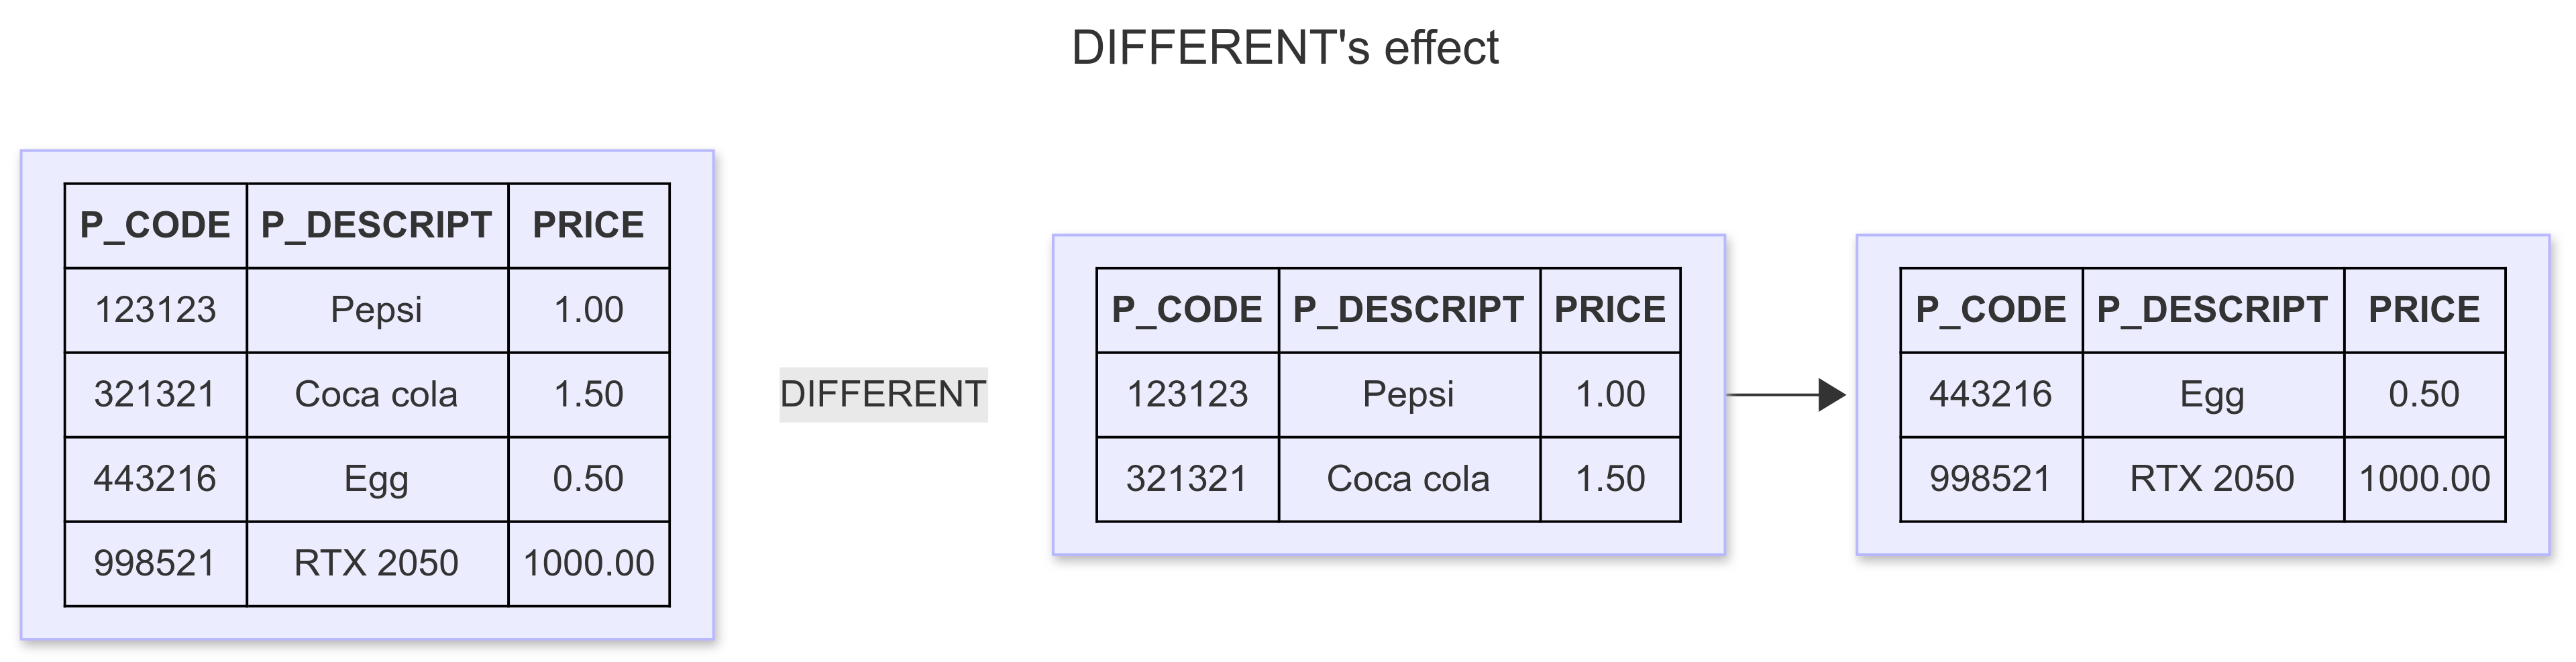 DIFFERENT's effect
P_CODE P_DESCRIPT PRICE
123123 Pepsi 1.00
321321 Coca cola 1.50
443216 Egg 0.50
998521 RTX 2050 1000.00
DIFFERENT
P_CODE P_DESCRIPT PRICE
123123 Pepsi 1.00
321321 Coca cola 1.50
P_CODE P_DESCRIPT PRICE
443216 Egg 0.50
998521 RTX 2050 1000.00